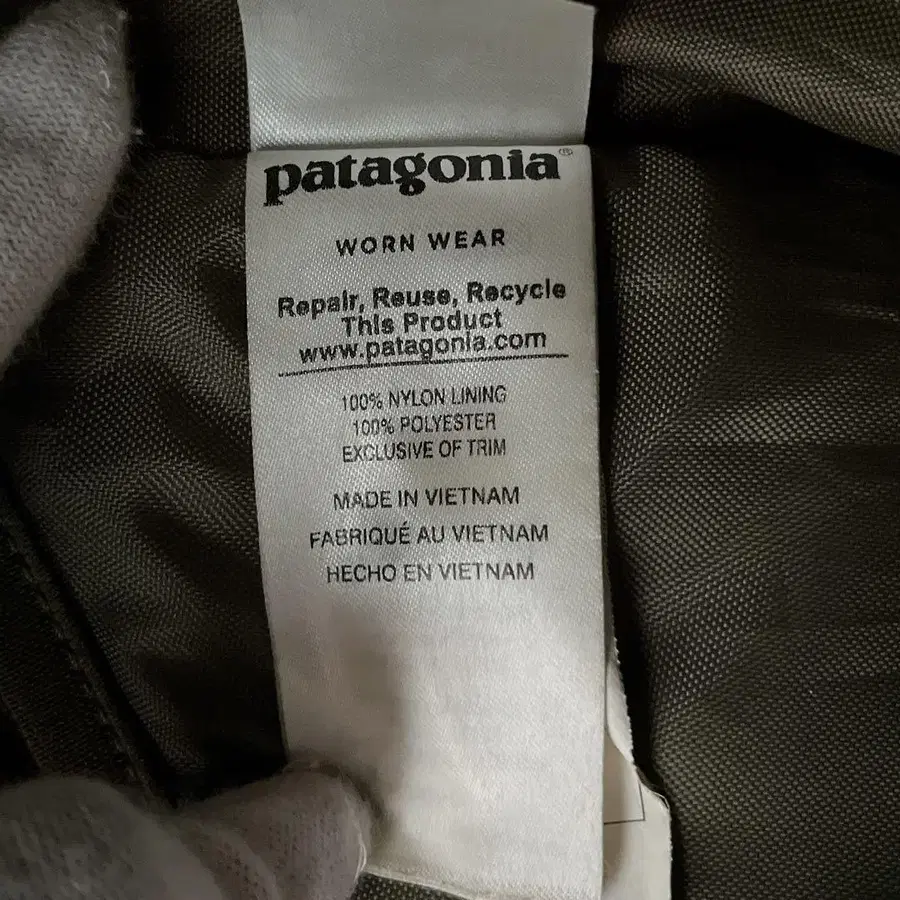 patagonia®
WORN WEAR
Repair, Reuse, Recycle
This Product
www.patagonia.com
100% NYLON LINING
100% POLYESTER
EXCLUSIVE OF TRIM
MADE IN VIETNAM
FABRIQUÉ AU VIETNAM
HECHO EN VIETNAM